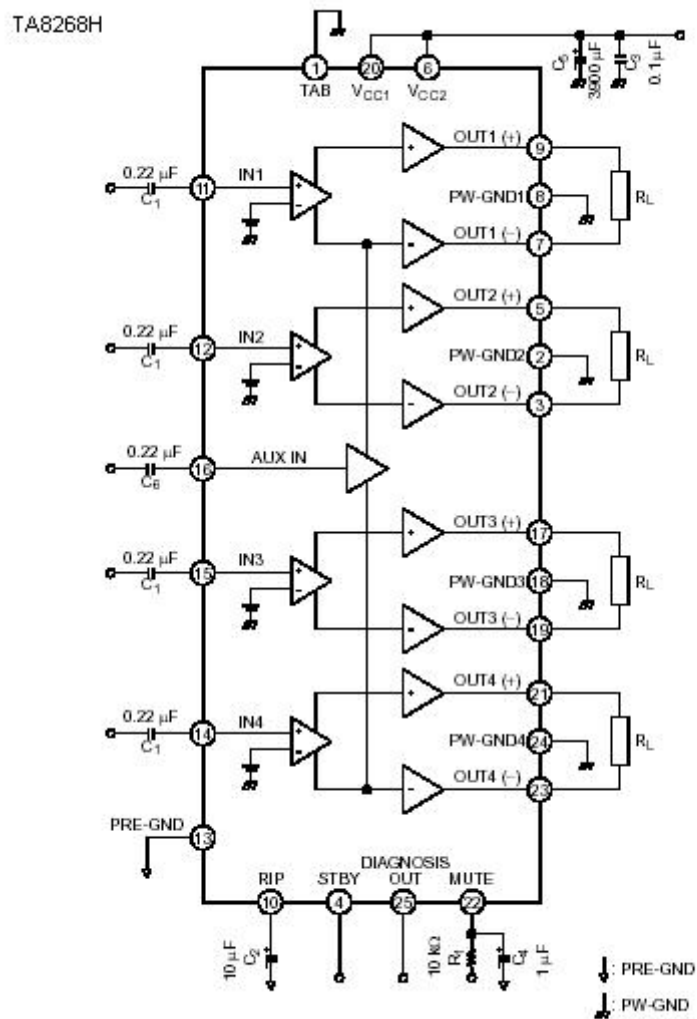 TA8268H
1 20 6
TAB VCC1 VCC2
C5 3900 µF C3 0.1 µF
OUT1 (+) 9
0.22 µF C1 11 IN1 + −
+
PW-GND1 8 RL
− OUT1 (−) 7
+ OUT2 (+) 5
0.22 µF C1 12 IN2 + −
PW-GND2 2 RL
− OUT2 (−) 3
0.22 µF C6 16 AUX IN
+ OUT3 (+) 17
0.22 µF C1 15 IN3 + −
PW-GND3 18 RL
− OUT3 (−) 19
+ OUT4 (+) 21
0.22 µF C1 14 IN4 + −
PW-GND4 24 RL
− OUT4 (−) 23
PRE-GND 13
DIAGNOSIS
RIP STBY OUT MUTE
10 4 25 22
10 µF C2 + 10 kΩ R1 C4 + 1 µF
: PRE-GND
: PW-GND